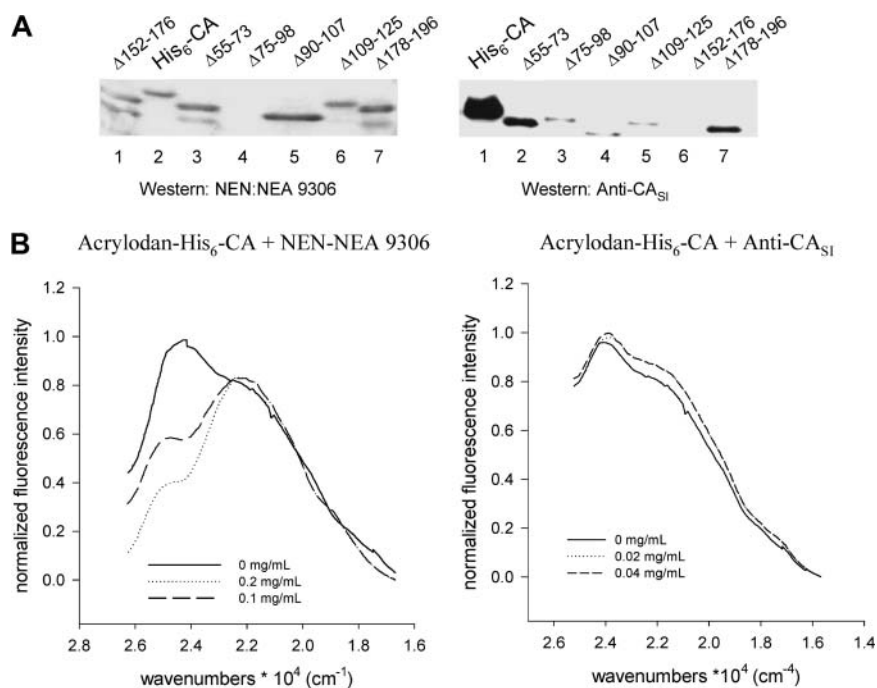 A
Δ152-176 His₆-CA Δ55-73 Δ75-98 Δ90-107 Δ109-125 Δ178-196
1 2 3 4 5 6 7
Western: NEN:NEA 9306
His₆-CA Δ55-73 Δ75-98 Δ90-107 Δ109-125 Δ152-176 Δ178-196
1 2 3 4 5 6 7
Western: Anti-CA_SI
B
Acrylodan-His₆-CA + NEN-NEA 9306
normalized fluorescence intensity
1.2
1.0
0.8
0.6
0.4
0.2
0.0
0 mg/mL
0.2 mg/mL
0.1 mg/mL
2.8 2.6 2.4 2.2 2.0 1.8 1.6
wavenumbers * 10⁴ (cm⁻¹)
Acrylodan-His₆-CA + Anti-CA_SI
normalized fluorescence intensity
1.2
1.0
0.8
0.6
0.4
0.2
0.0
0 mg/mL
0.02 mg/mL
0.04 mg/mL
2.6 2.4 2.2 2.0 1.8 1.6 1.4
wavenumbers *10⁴ (cm⁻⁴)